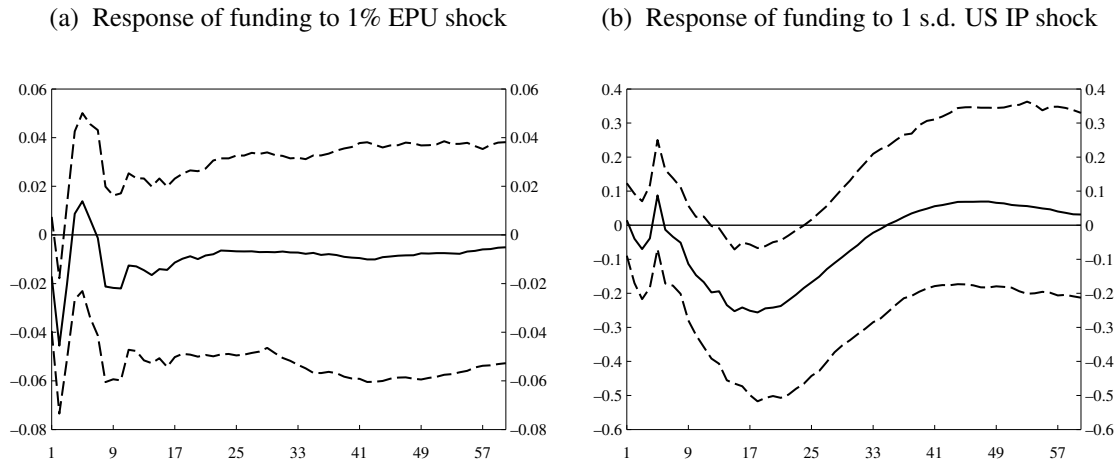 (a) Response of funding to 1% EPU shock
(b) Response of funding to 1 s.d. US IP shock
0.06 0.06 0.4 0.4
0.04 0.04 0.3 0.3
0.02 0.02 0.2 0.2
0 0 0.1 0.1
−0.02 −0.02 0 0
−0.04 −0.04 −0.1 −0.1
−0.06 −0.06 −0.2 −0.2
−0.08 −0.08 −0.3 −0.3
−0.4 −0.4
−0.5 −0.5
−0.6 −0.6
1 9 17 25 33 41 49 57
1 9 17 25 33 41 49 57